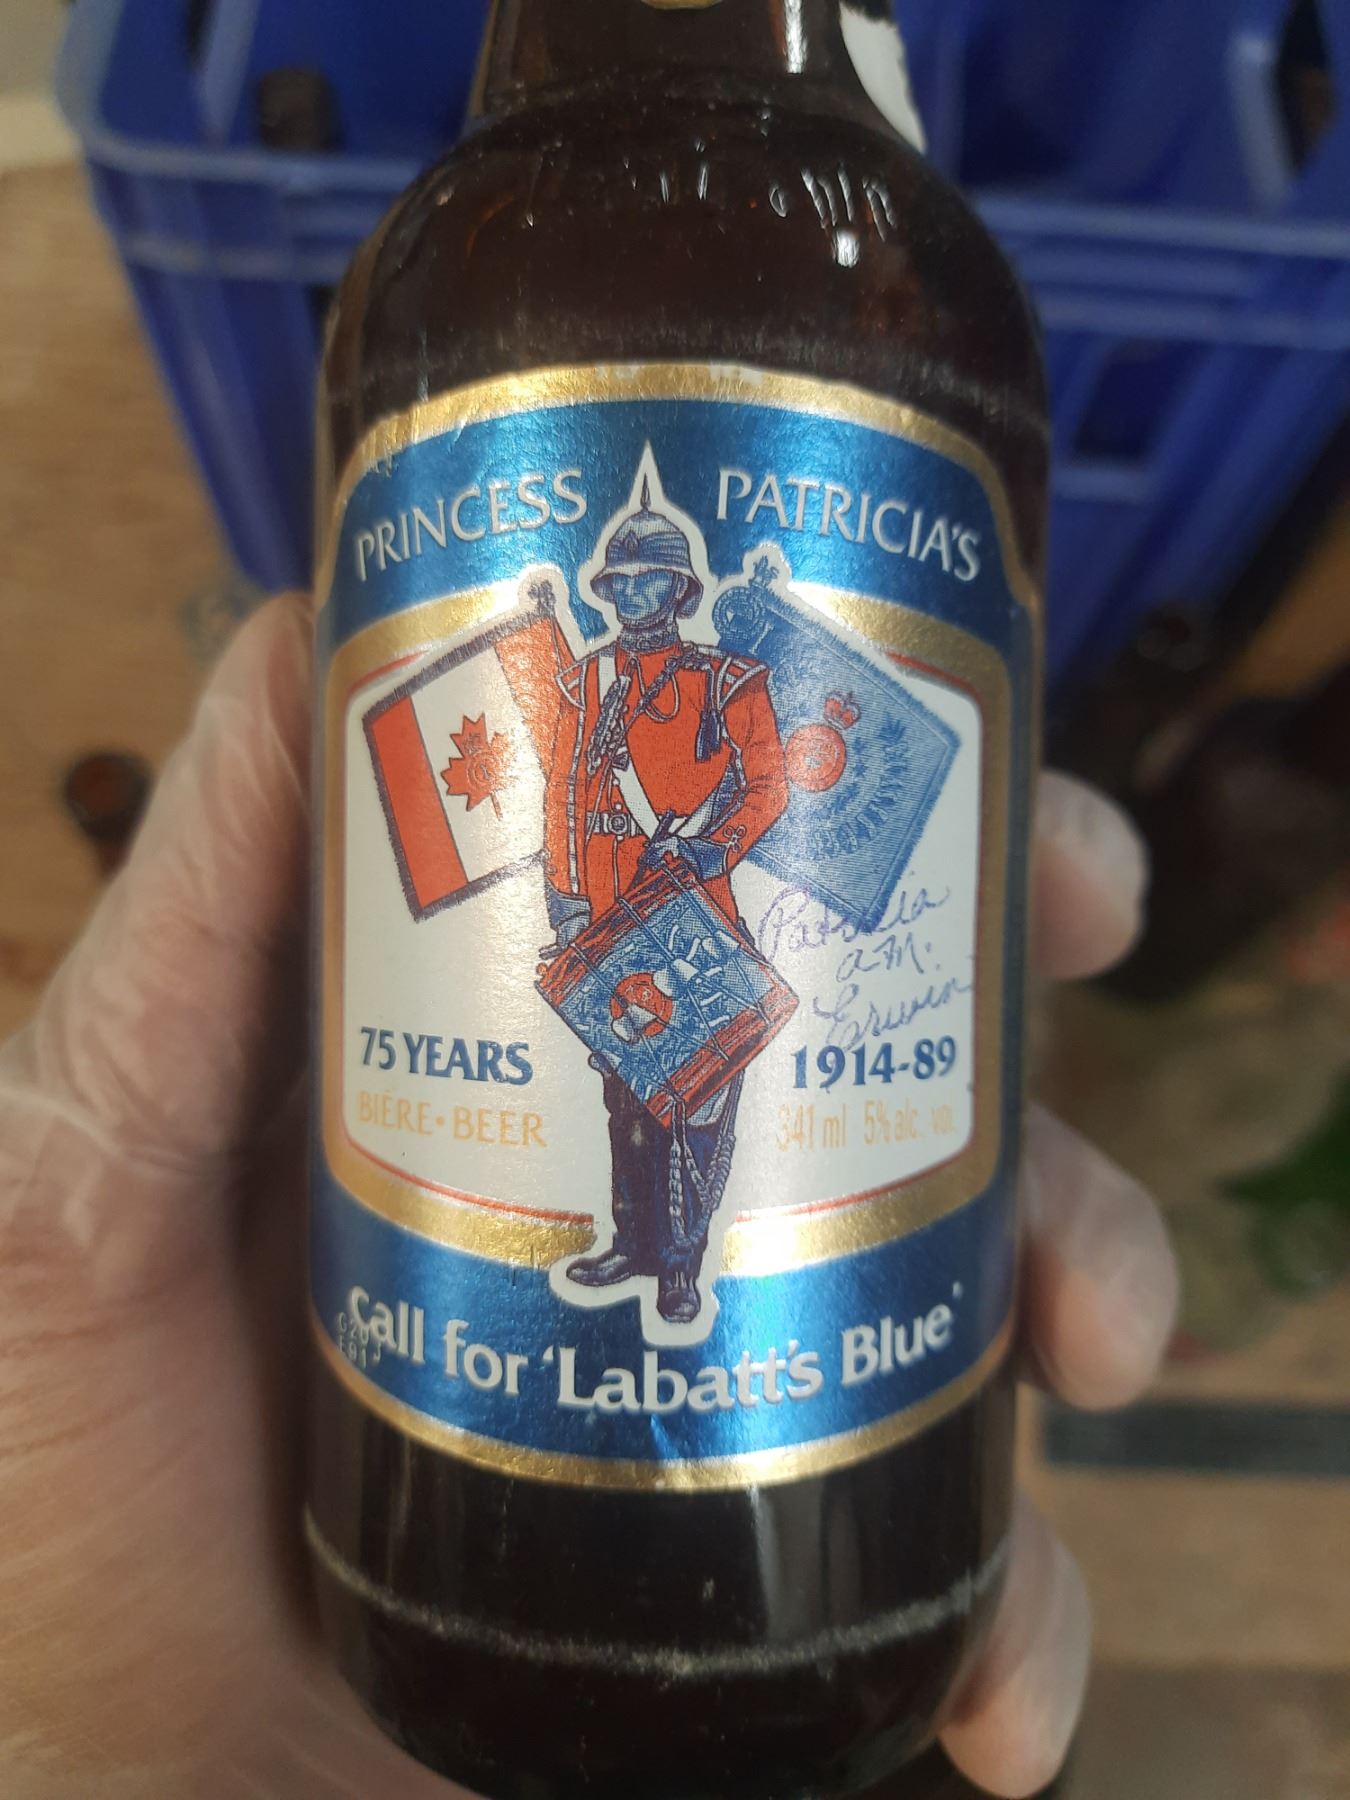 PRINCESS PATRICIA'S
Patricia
a.m.
Erwin
75 YEARS
1914-89
BIÈRE • BEER
341 ml 5% alc. vol.
call for 'Labatt's Blue'